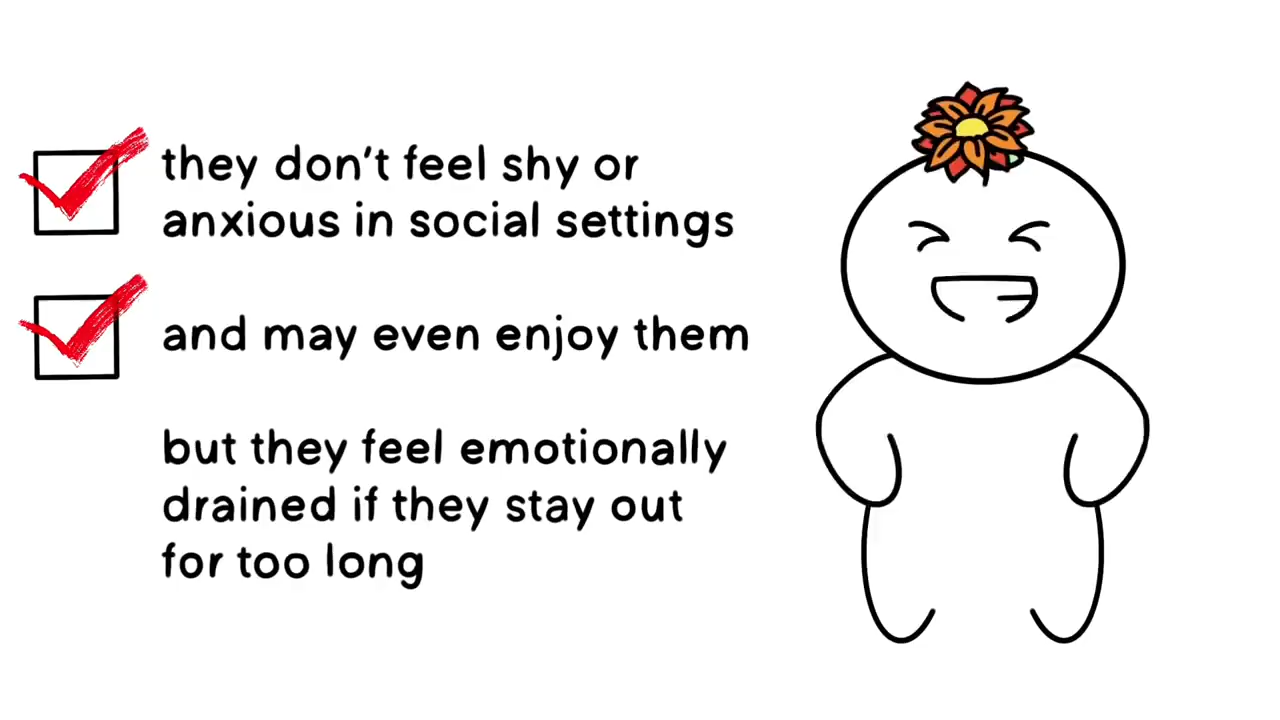 they don't feel shy or
anxious in social settings
and may even enjoy them
but they feel emotionally
drained if they stay out
for too long